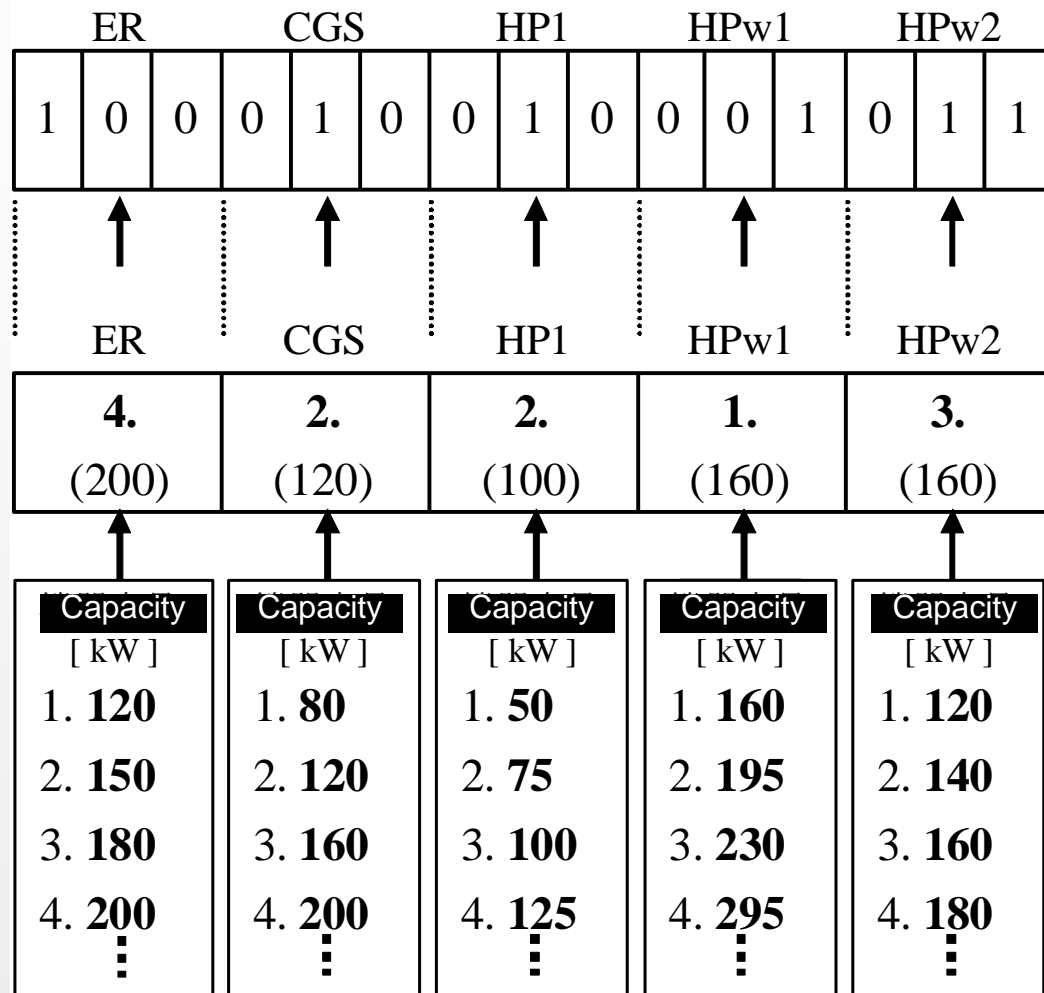 ER CGS HP1 HPw1 HPw2
1 0 0 0 1 0 0 1 0 0 0 1 0 1 1
ER CGS HP1 HPw1 HPw2
4. 2. 2. 1. 3.
(200) (120) (100) (160) (160)
Capacity Capacity Capacity Capacity Capacity
[ kW ] [ kW ] [ kW ] [ kW ] [ kW ]
1. 120 1. 80 1. 50 1. 160 1. 120
2. 150 2. 120 2. 75 2. 195 2. 140
3. 180 3. 160 3. 100 3. 230 3. 160
4. 200 4. 200 4. 125 4. 295 4. 180